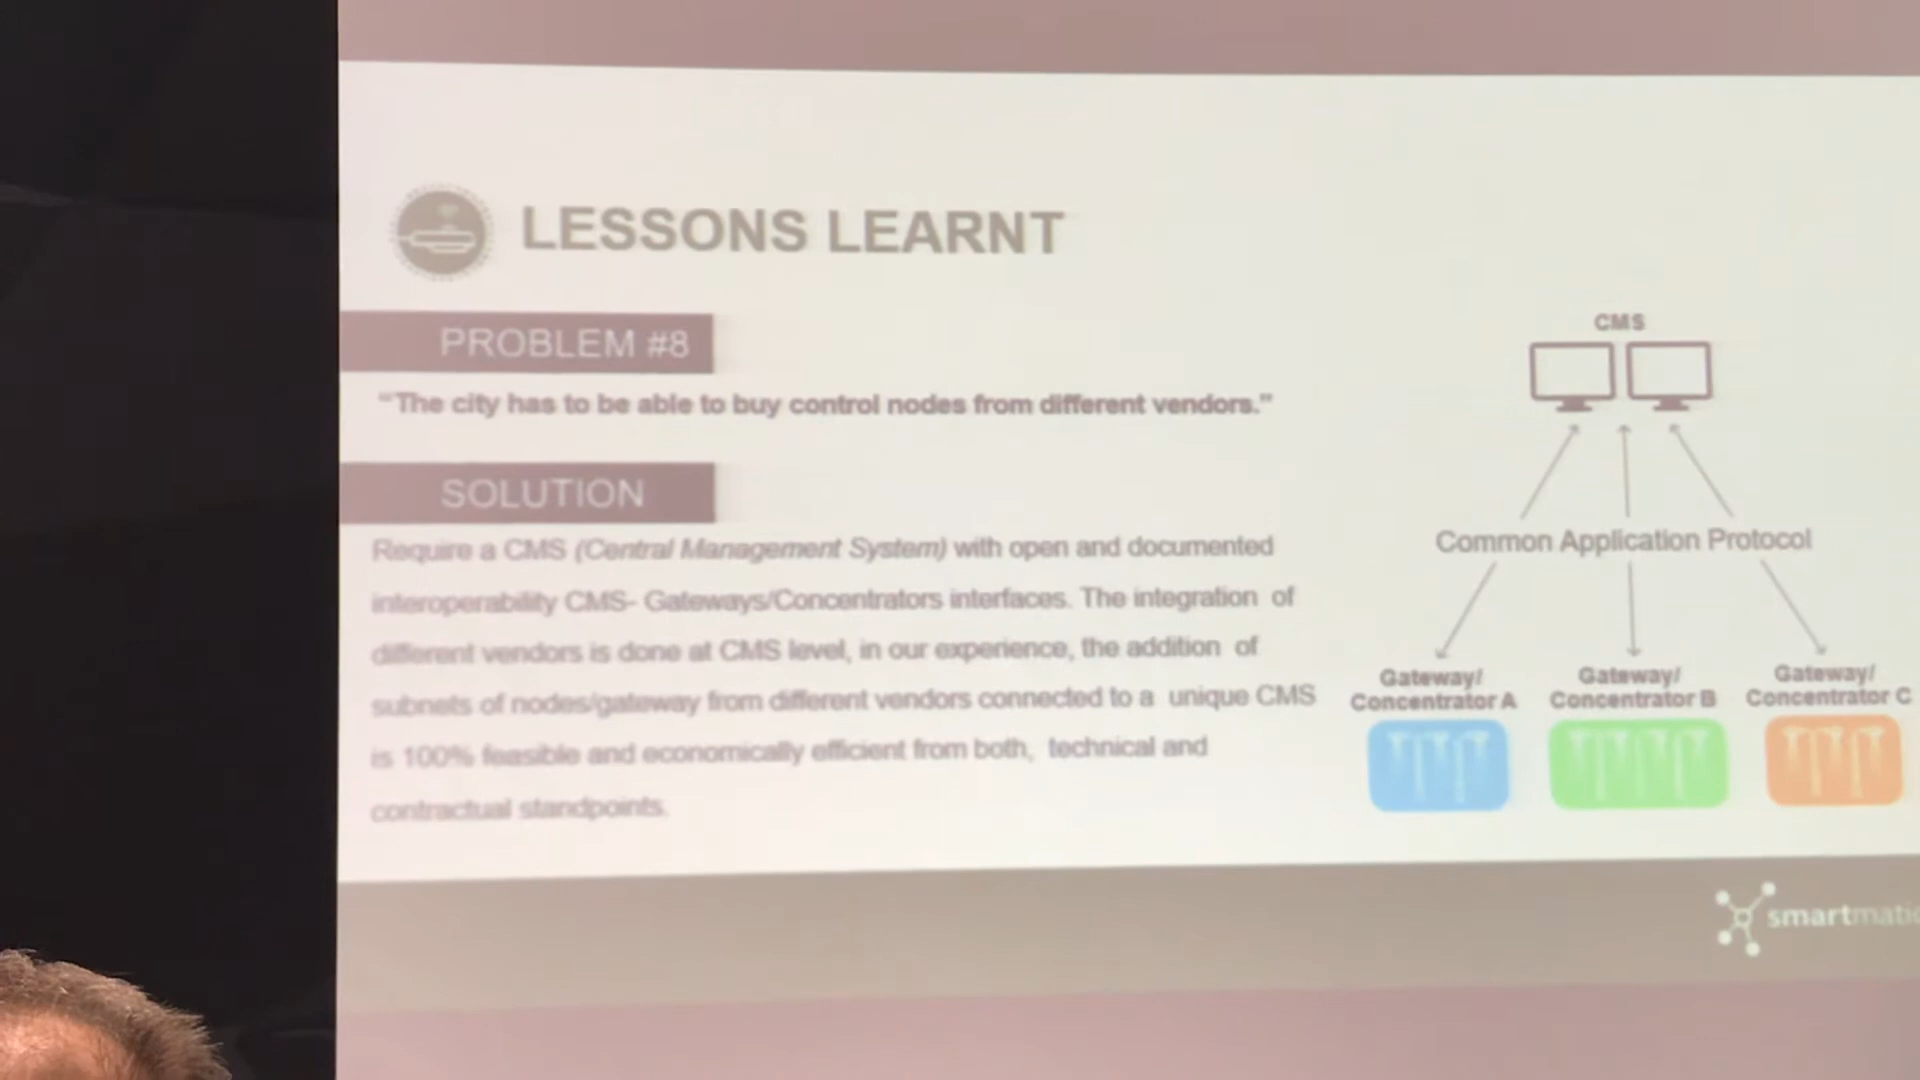 LESSONS LEARNT
PROBLEM #8
"The city has to be able to buy control nodes from different vendors."
SOLUTION
Require a CMS (Central Management System) with open and documented
interoperability CMS- Gateways/Concentrators interfaces. The integration of
different vendors is done at CMS level, in our experience, the addition of
subnets of nodes/gateway from different vendors connected to a unique CMS
is 100% feasible and economically efficient from both, technical and
contractual standpoints.
CMS
Common Application Protocol
Gateway/
Concentrator A
Gateway/
Concentrator B
Gateway/
Concentrator C
smartmatic